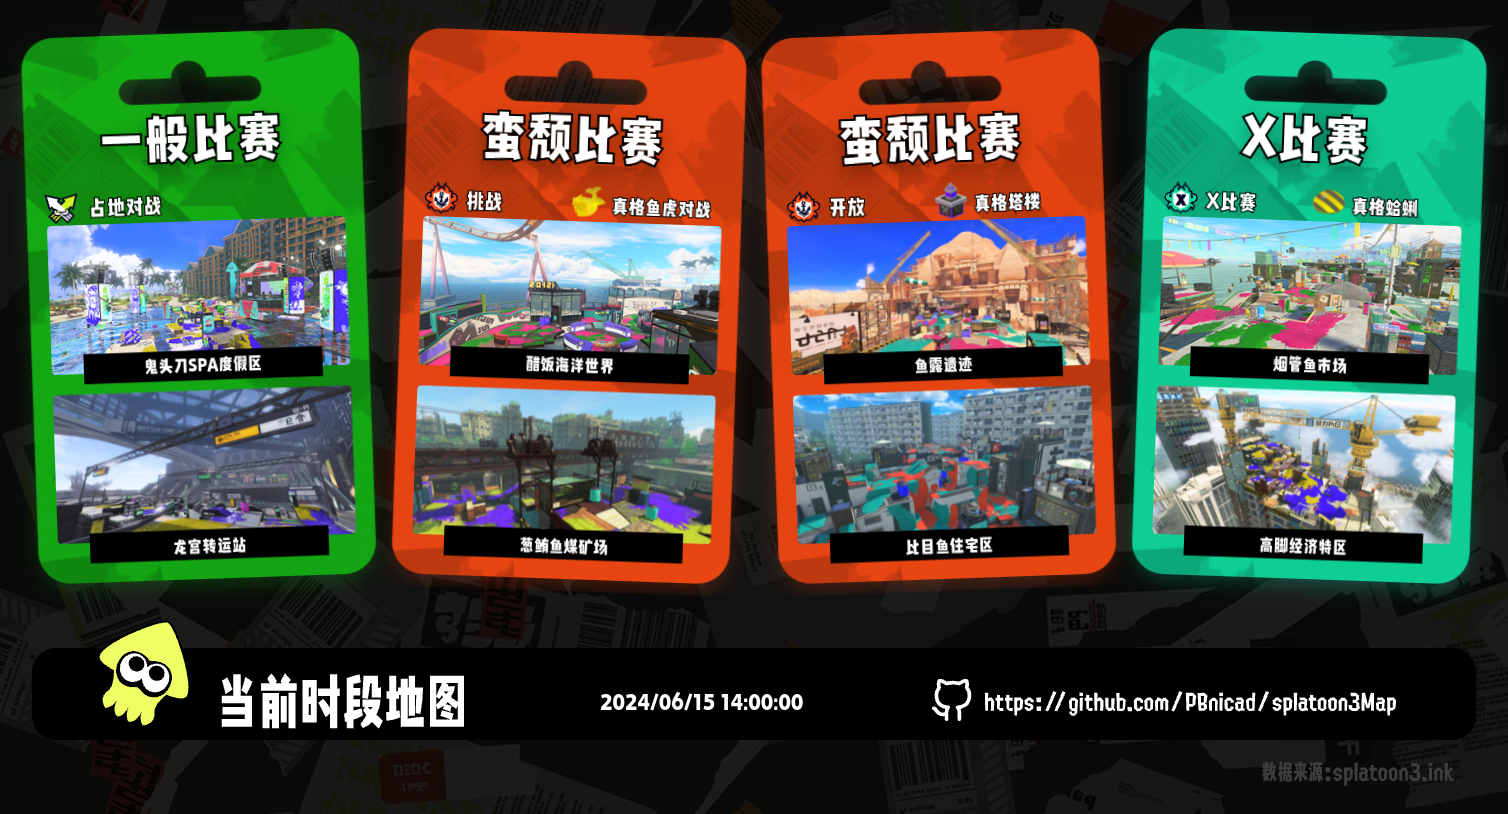 一般比赛
占地对战
鬼头刀SPA度假区
龙宫转运站
蛮颓比赛
挑战
真格鱼虎对战
醋饭海洋世界
葱鲔鱼煤矿场
蛮颓比赛
开放
真格塔楼
鱼露遗迹
比目鱼住宅区
X比赛
X比赛
真格蛤蜊
烟管鱼市场
高脚经济特区
当前时段地图
2024/06/15 14:00:00
https://github.com/PBnicad/splatoon3Map
数据来源:splatoon3.ink